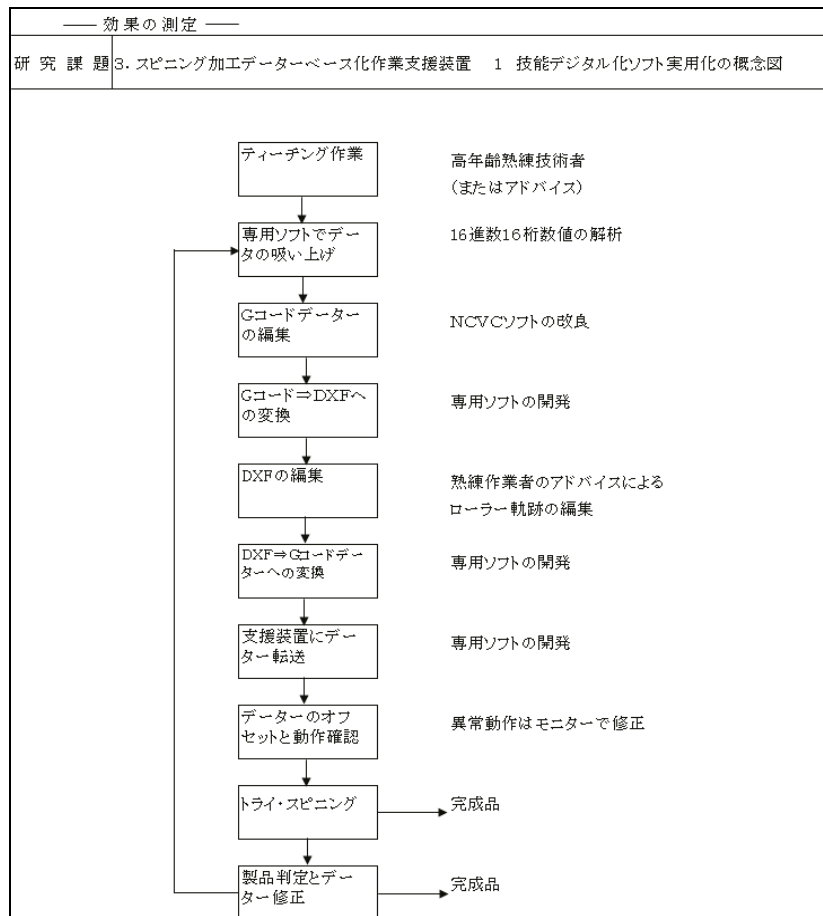 ── 効果の測定 ──
研究課題 3. スピニング加工データーベース化作業支援装置 1 技能デジタル化ソフト実用化の概念図
ティーチング作業
高年齢熟練技術者
(またはアドバイス)
専用ソフトでデー
タの吸い上げ
16進数16桁数値の解析
Gコードデーター
の編集
NCVCソフトの改良
Gコード⇒DXFへ
の変換
専用ソフトの開発
DXFの編集
熟練作業者のアドバイスによる
ローラー軌跡の編集
DXF⇒Gコードデー
ターへの変換
専用ソフトの開発
支援装置にデー
ター転送
専用ソフトの開発
データーのオフ
セットと動作確認
異常動作はモニターで修正
トライ・スピニング
完成品
製品判定とデー
ター修正
完成品